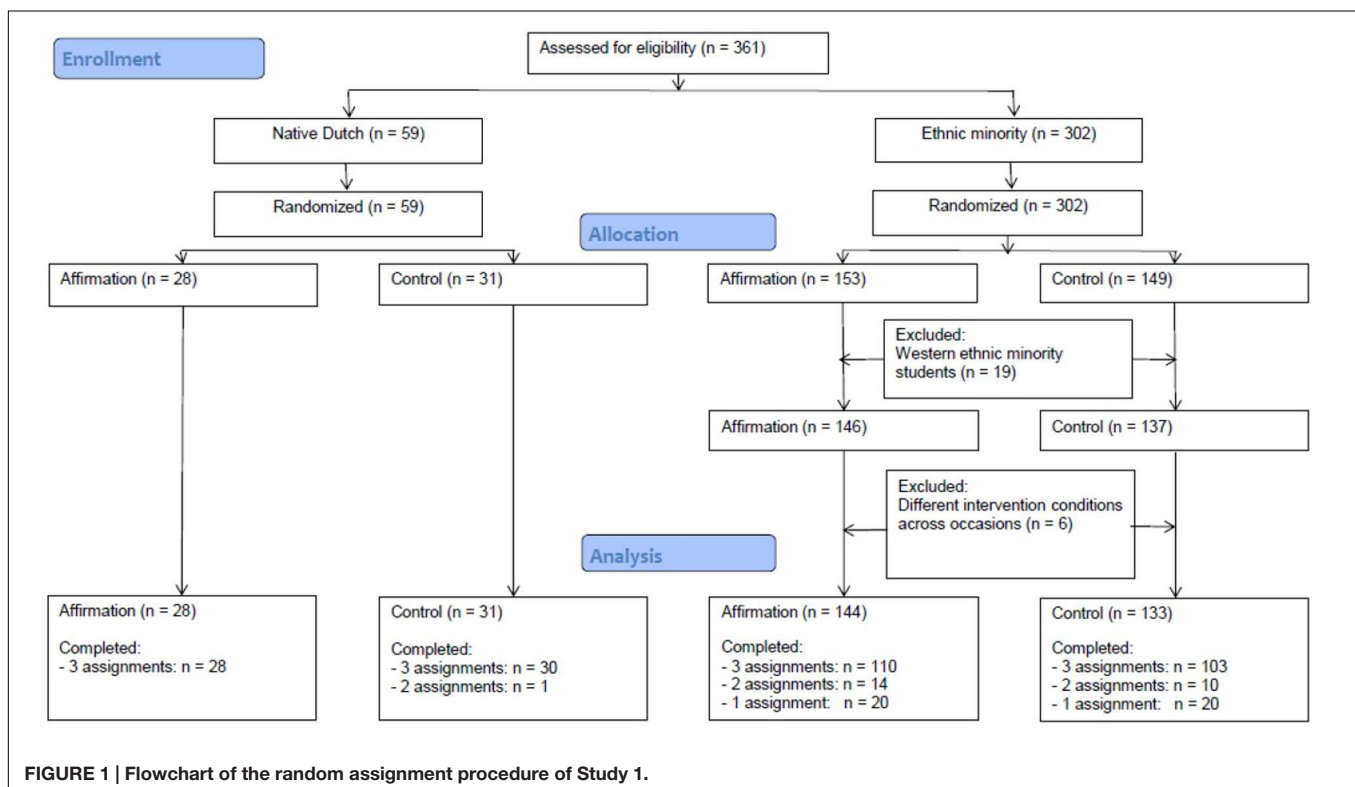 Enrollment
Assessed for eligibility (n = 361)
Native Dutch (n = 59)
Ethnic minority (n = 302)
Randomized (n = 59)
Randomized (n = 302)
Allocation
Affirmation (n = 28)
Control (n = 31)
Affirmation (n = 153)
Control (n = 149)
Excluded:
Western ethnic minority
students (n = 19)
Affirmation (n = 146)
Control (n = 137)
Excluded:
Different intervention conditions
across occasions (n = 6)
Analysis
Affirmation (n = 28)
Completed:
- 3 assignments: n = 28
Control (n = 31)
Completed:
- 3 assignments: n = 30
- 2 assignments: n = 1
Affirmation (n = 144)
Completed:
- 3 assignments: n = 110
- 2 assignments: n = 14
- 1 assignment: n = 20
Control (n = 133)
Completed:
- 3 assignments: n = 103
- 2 assignments: n = 10
- 1 assignment: n = 20
FIGURE 1 | Flowchart of the random assignment procedure of Study 1.